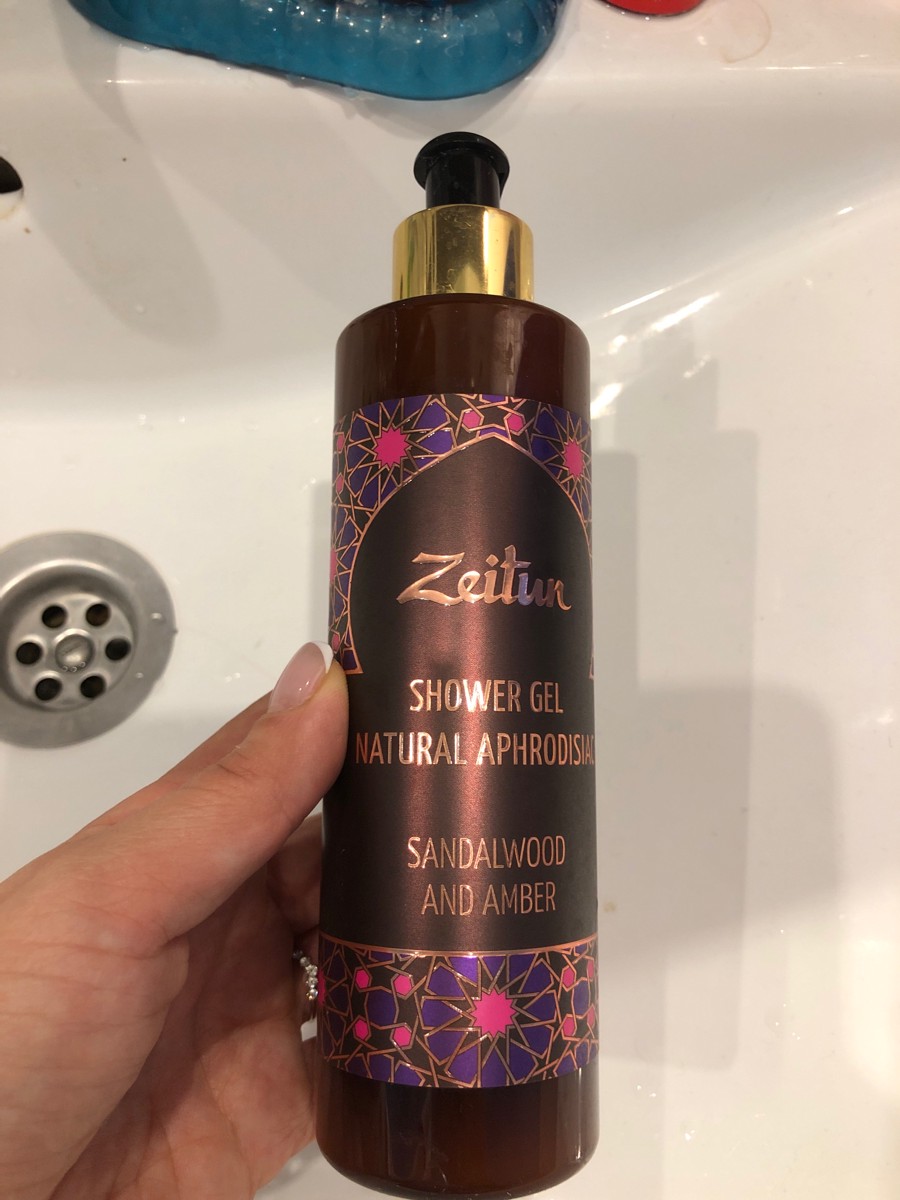 Zeitun
SHOWER GEL
NATURAL APHRODISIAC
SANDALWOOD
AND AMBER